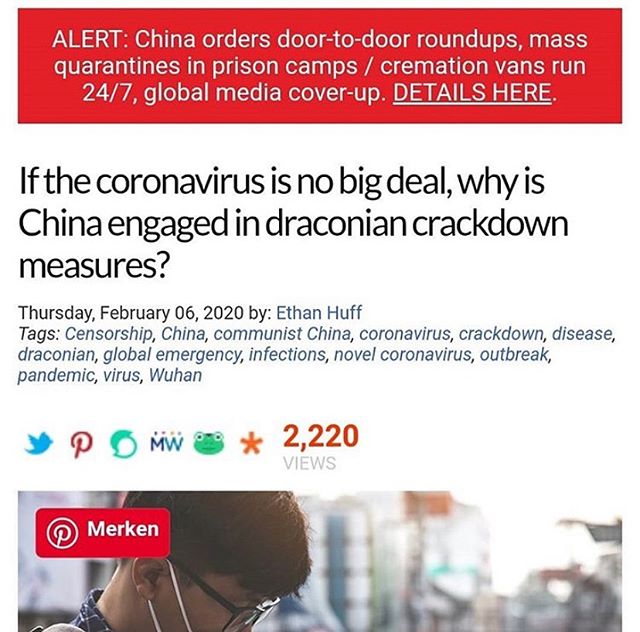 ALERT: China orders door-to-door roundups, mass
quarantines in prison camps / cremation vans run
24/7, global media cover-up. DETAILS HERE.
If the coronavirus is no big deal, why is
China engaged in draconian crackdown
measures?
Thursday, February 06, 2020 by: Ethan Huff
Tags: Censorship, China, communist China, coronavirus, crackdown, disease,
draconian, global emergency, infections, novel coronavirus, outbreak,
pandemic, virus, Wuhan
MW
2,220
VIEWS
Merken